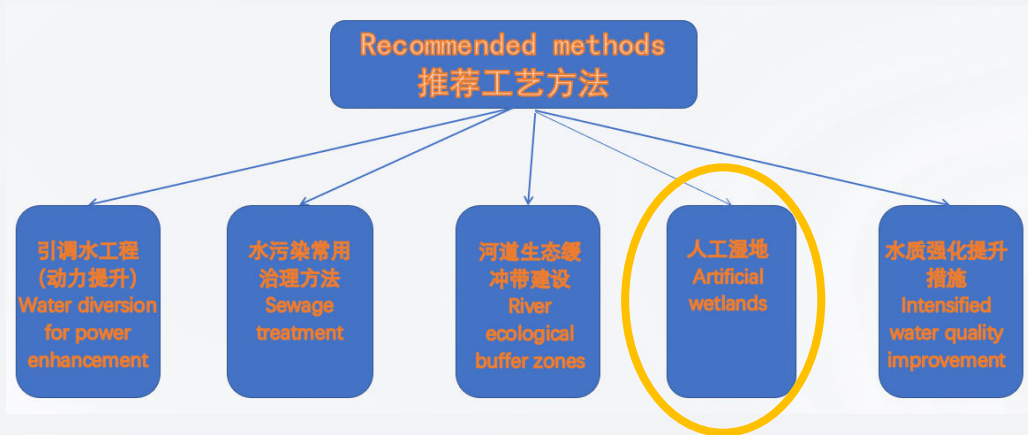 Recommended methods
推荐工艺方法
引调水工程
(动力提升)
Water diversion
for power
enhancement
水污染常用
治理方法
Sewage
treatment
河道生态缓
冲带建设
River
ecological
buffer zones
人工湿地
Artificial
wetlands
水质强化提升
措施
Intensified
water quality
improvement